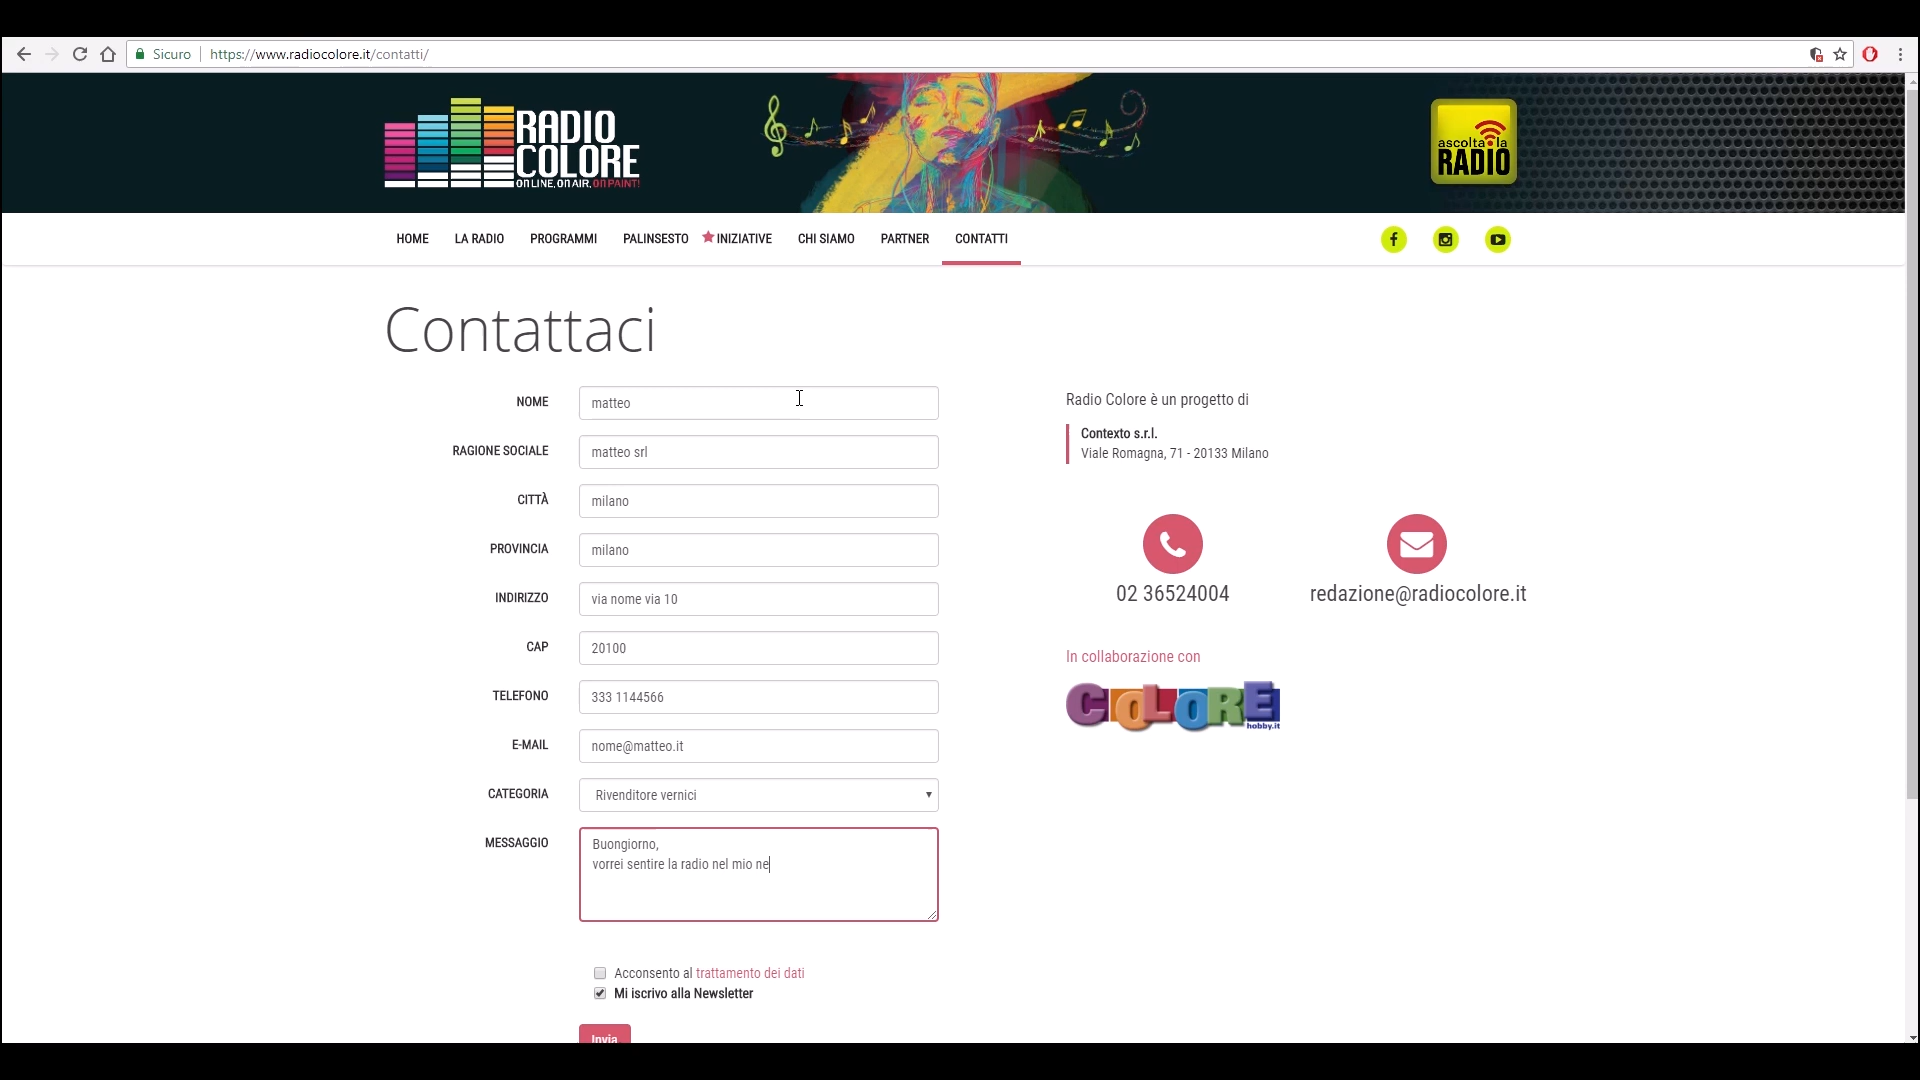 Sicuro
https://www.radiocolore.it/contatti/
RADIO
COLORE
ON LINE. ON AIR. ON PAINT!
ascolta la
RADIO
HOME LA RADIO PROGRAMMI PALINSESTO INIZIATIVE CHI SIAMO PARTNER CONTATTI
Contattaci
NOME matteo
RAGIONE SOCIALE matteo srl
CITTÀ milano
PROVINCIA milano
INDIRIZZO via nome via 10
CAP 20100
TELEFONO 333 1144566
E-MAIL nome@matteo.it
CATEGORIA Rivenditore vernici
MESSAGGIO Buongiorno,
vorrei sentire la radio nel mio ne
Acconsento al trattamento dei dati
Mi iscrivo alla Newsletter
Invia
Radio Colore è un progetto di
Contexto s.r.l.
Viale Romagna, 71 - 20133 Milano
02 36524004
redazione@radiocolore.it
In collaborazione con
COLORE
hobby.it